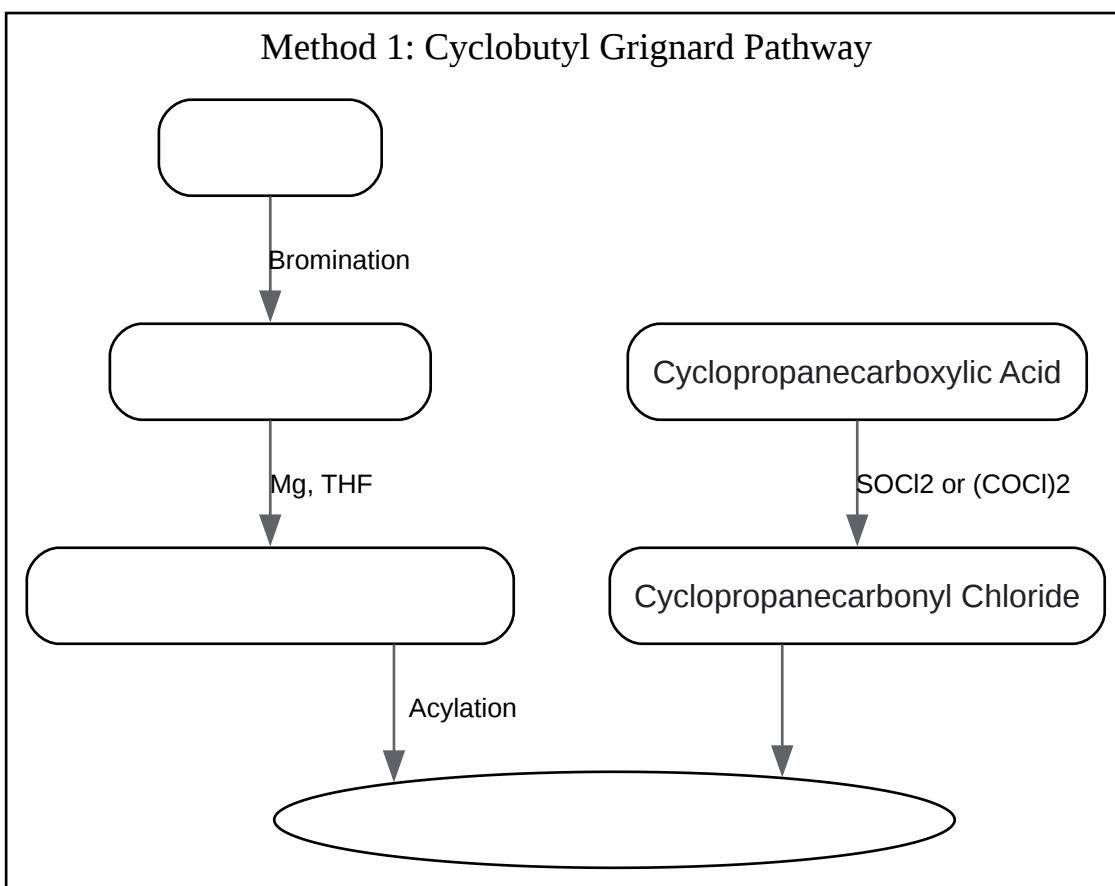 Method 1: Cyclobutyl Grignard Pathway
Bromination
Cyclopropanecarboxylic Acid
Mg, THF
SOCl2 or (COCl)2
Cyclopropanecarbonyl Chloride
Acylation